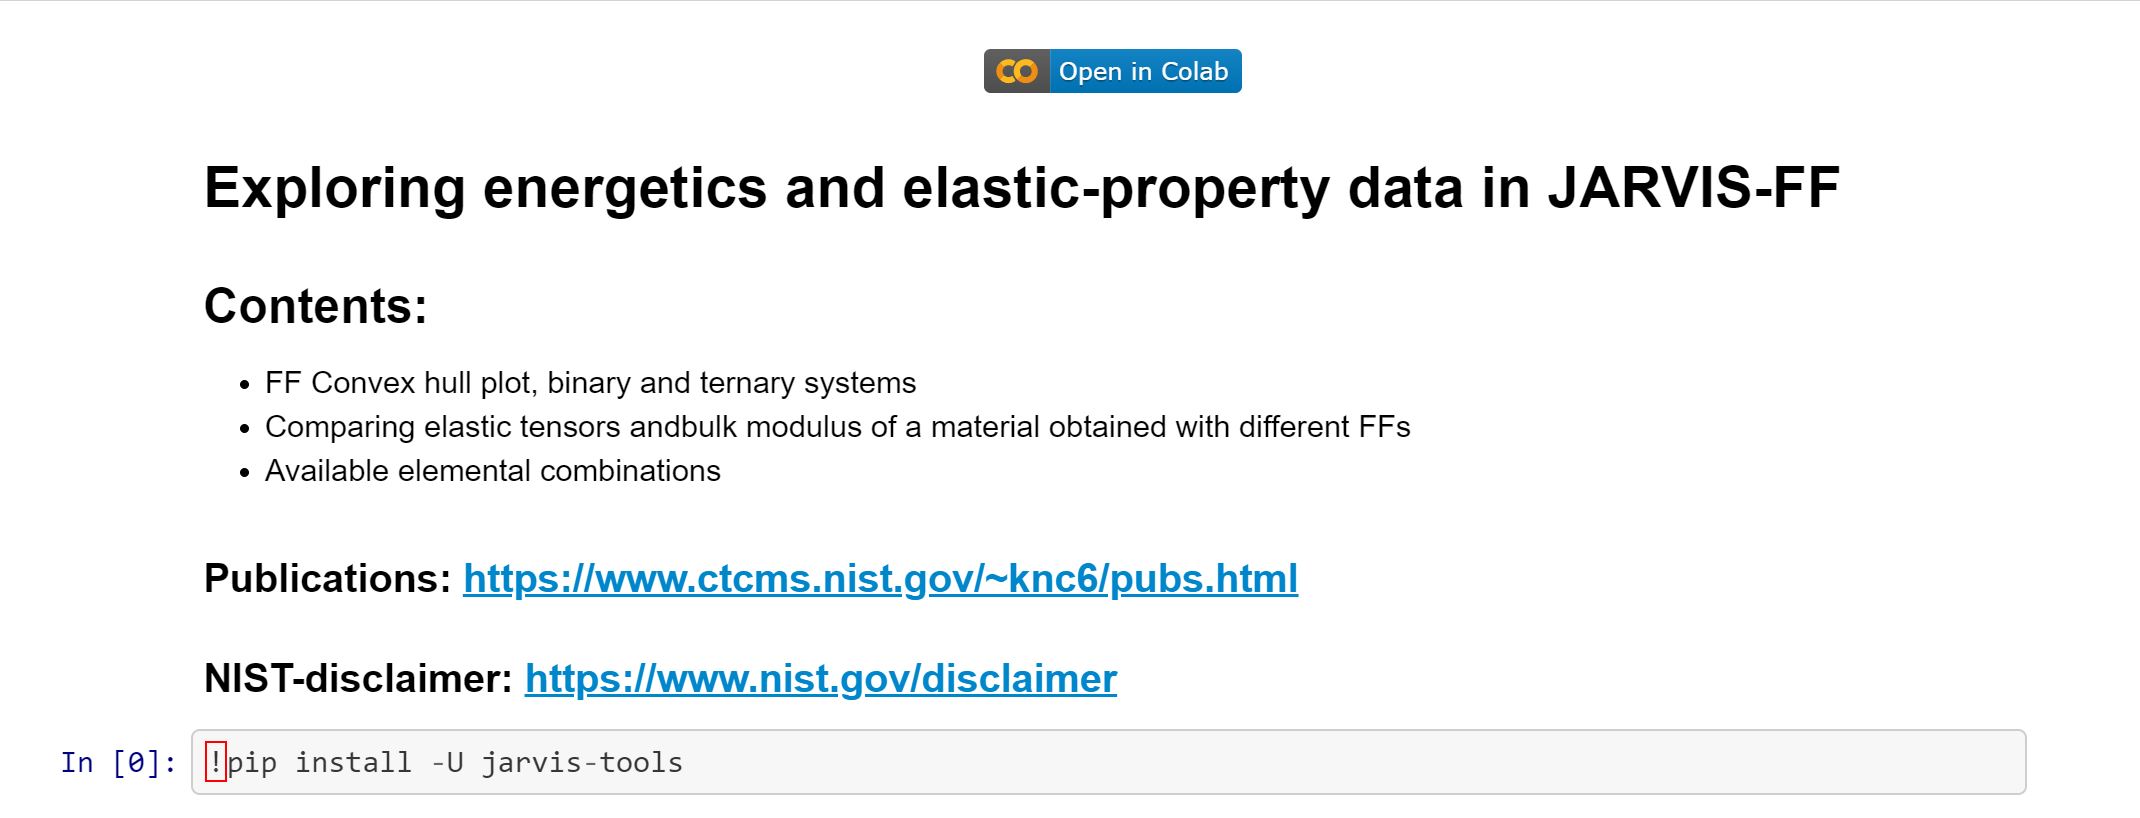 Open in Colab
Exploring energetics and elastic-property data in JARVIS-FF
Contents:
FF Convex hull plot, binary and ternary systems
Comparing elastic tensors andbulk modulus of a material obtained with different FFs
Available elemental combinations
Publications: https://www.ctcms.nist.gov/~knc6/pubs.html
NIST-disclaimer: https://www.nist.gov/disclaimer
In [0]: !pip install -U jarvis-tools